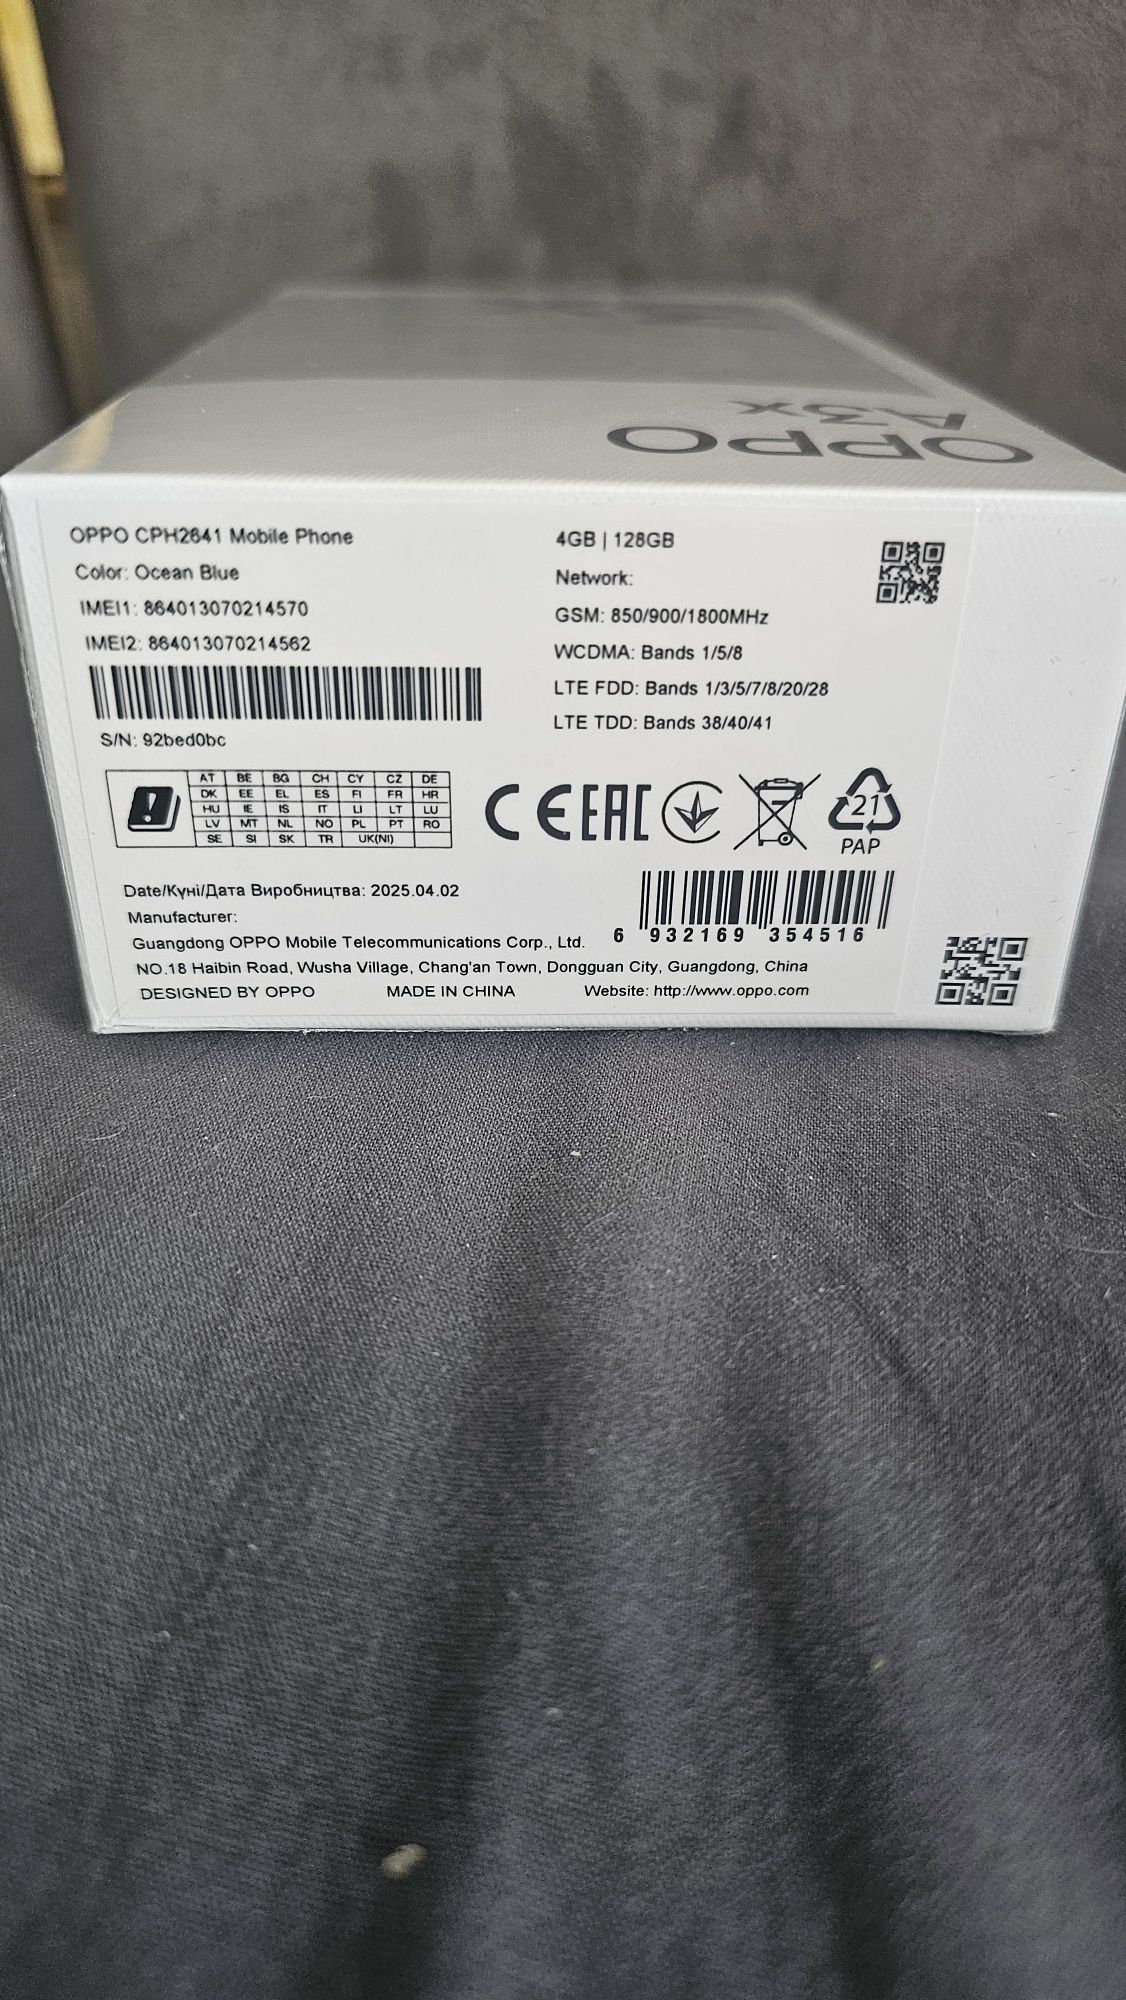 OPPO
A3x
OPPO CPH2641 Mobile Phone
Color: Ocean Blue
IMEI1: 864013070214570
IMEI2: 864013070214562
S/N: 92bed0bc
4GB | 128GB
Network:
GSM: 850/900/1800MHz
WCDMA: Bands 1/5/8
LTE FDD: Bands 1/3/5/7/8/20/28
LTE TDD: Bands 38/40/41
AT BE BG CH CY CZ DE
DK EE EL ES FI FR HR
HU IE IS IT LI LT LU
LV MT NL NO PL PT RO
SE SI SK TR UK(NI)
CE EAC
21
PAP
Date/Күні/Дата Виробництва: 2025.04.02
Manufacturer:
Guangdong OPPO Mobile Telecommunications Corp., Ltd.
6 932169 354516
NO.18 Haibin Road, Wusha Village, Chang'an Town, Dongguan City, Guangdong, China
DESIGNED BY OPPO MADE IN CHINA Website: http://www.oppo.com